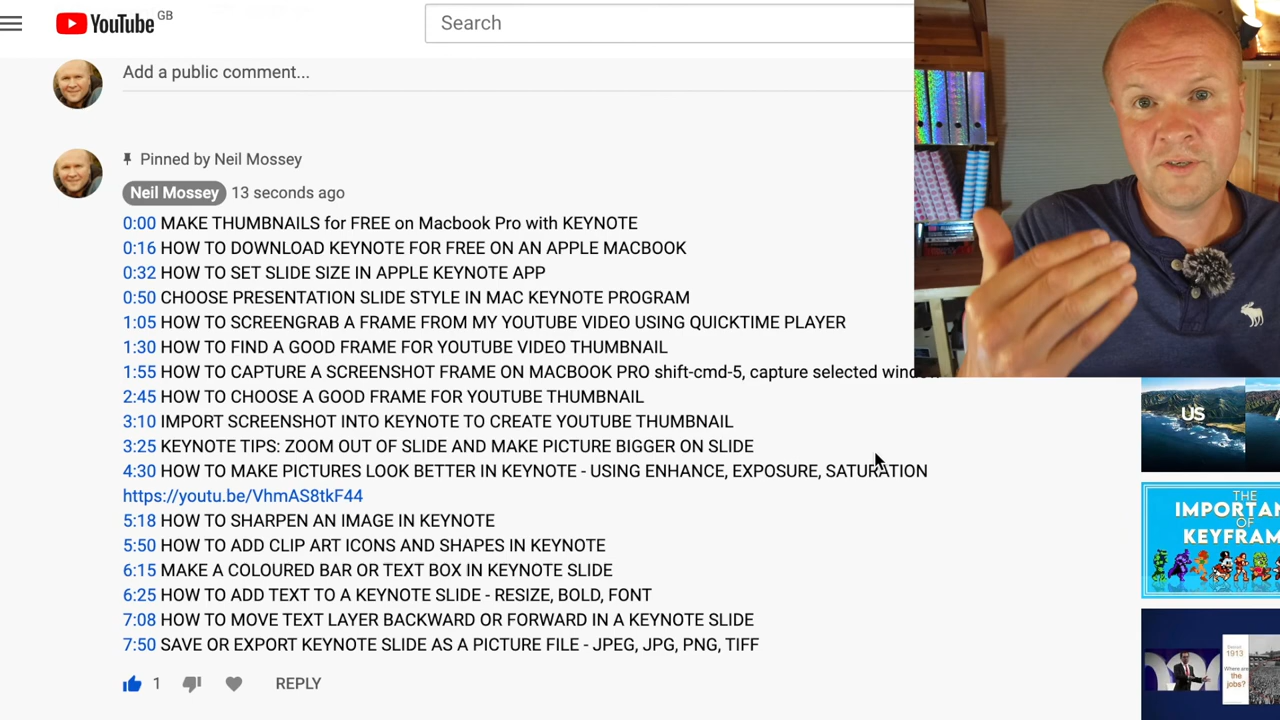 YouTube GB
Search
Add a public comment...
Pinned by Neil Mossey
Neil Mossey 13 seconds ago
0:00 MAKE THUMBNAILS for FREE on Macbook Pro with KEYNOTE
0:16 HOW TO DOWNLOAD KEYNOTE FOR FREE ON AN APPLE MACBOOK
0:32 HOW TO SET SLIDE SIZE IN APPLE KEYNOTE APP
0:50 CHOOSE PRESENTATION SLIDE STYLE IN MAC KEYNOTE PROGRAM
1:05 HOW TO SCREENGRAB A FRAME FROM MY YOUTUBE VIDEO USING QUICKTIME PLAYER
1:30 HOW TO FIND A GOOD FRAME FOR YOUTUBE VIDEO THUMBNAIL
1:55 HOW TO CAPTURE A SCREENSHOT FRAME ON MACBOOK PRO shift-cmd-5, capture selected window
2:45 HOW TO CHOOSE A GOOD FRAME FOR YOUTUBE THUMBNAIL
3:10 IMPORT SCREENSHOT INTO KEYNOTE TO CREATE YOUTUBE THUMBNAIL
3:25 KEYNOTE TIPS: ZOOM OUT OF SLIDE AND MAKE PICTURE BIGGER ON SLIDE
4:30 HOW TO MAKE PICTURES LOOK BETTER IN KEYNOTE - USING ENHANCE, EXPOSURE, SATURATION
https://youtu.be/VhmAS8tkF44
5:18 HOW TO SHARPEN AN IMAGE IN KEYNOTE
5:50 HOW TO ADD CLIP ART ICONS AND SHAPES IN KEYNOTE
6:15 MAKE A COLOURED BAR OR TEXT BOX IN KEYNOTE SLIDE
6:25 HOW TO ADD TEXT TO A KEYNOTE SLIDE - RESIZE, BOLD, FONT
7:08 HOW TO MOVE TEXT LAYER BACKWARD OR FORWARD IN A KEYNOTE SLIDE
7:50 SAVE OR EXPORT KEYNOTE SLIDE AS A PICTURE FILE - JPEG, JPG, PNG, TIFF
1 REPLY
US
THE
IMPORTAN
OF
KEYFRAM
1913
Where are
the
jobs?